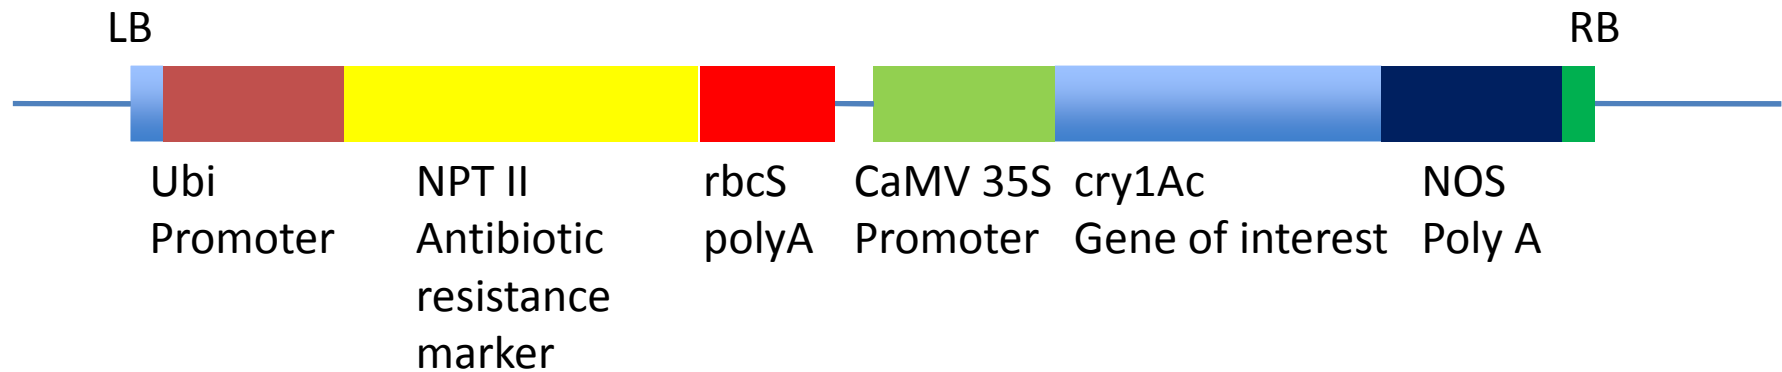 LB
RB
Ubi
Promoter
NPT II
Antibiotic
resistance
marker
rbcS
polyA
CaMV 35S
Promoter
cry1Ac
Gene of interest
NOS
Poly A